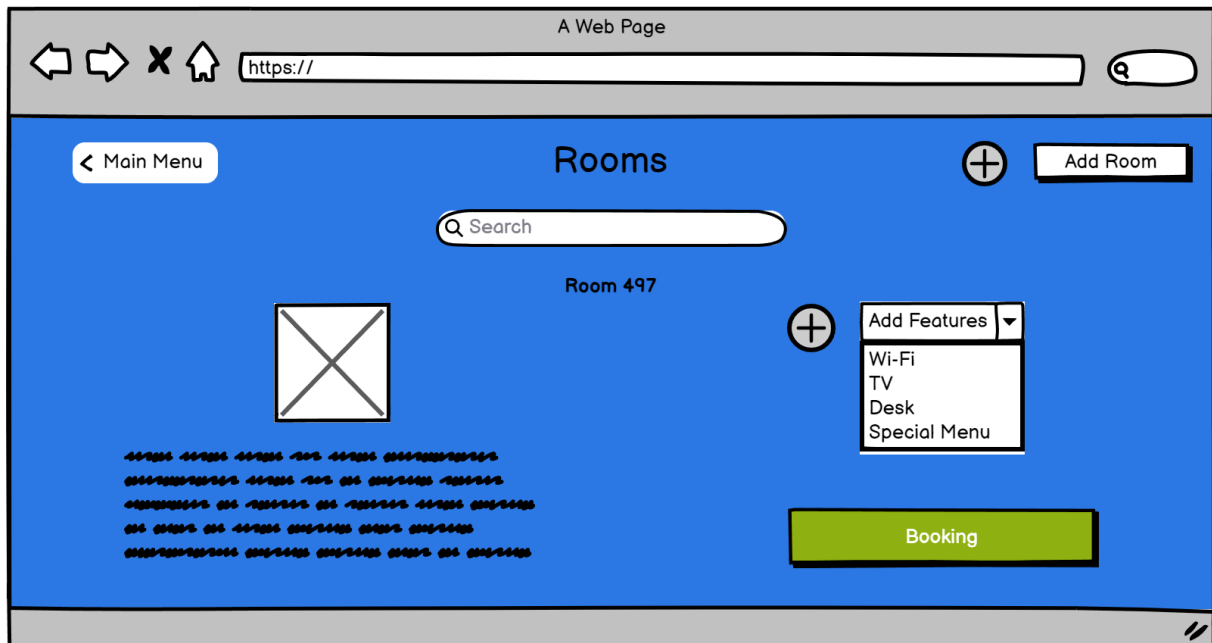 A Web Page
https://
Main Menu
Rooms
Add Room
Search
Room 497
Add Features
Wi-Fi
TV
Desk
Special Menu
Booking